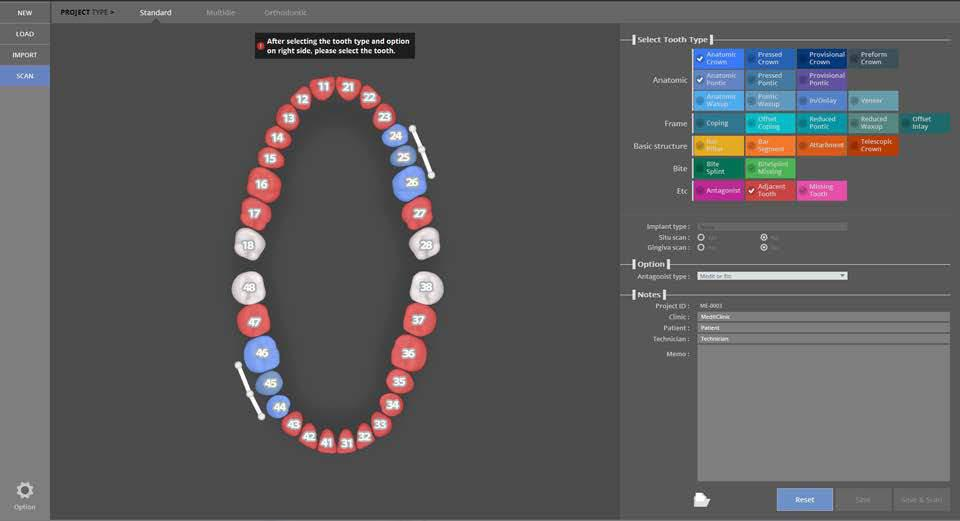 NEW
LOAD
IMPORT
SCAN
Option
PROJECT TYPE >
Standard
Multidie
Orthodontic
After selecting the tooth type and option
on right side, please select the tooth.
11
21
12
22
13
23
14
24
15
25
16
26
17
27
18
28
48
38
47
37
46
36
45
35
44
34
43
33
42
41
31
32
Select Tooth Type
Anatomic
Anatomic
Crown
Pressed
Crown
Provisional
Crown
Preform
Crown
Anatomic
Pontic
Pressed
Pontic
Provisional
Pontic
Anatomic
Waxup
Pontic
Waxup
In/Onlay
Veneer
Frame
Coping
Offset
Coping
Reduced
Pontic
Reduced
Waxup
Offset
Inlay
Basic structure
Bar
Pillar
Bar
Segment
Attachment
Telescopic
Crown
Bite
Bite
Splint
BiteSplint
Missing
Etc
Antagonist
Adjacent
Tooth
Missing
Tooth
Implant type :
Situ scan :
Gingiva scan :
Option
Antagonist type :
Medit or Etc
Notes
Project ID : ME-0003
Clinic : MeditClinic
Patient : Patient
Technician : Technician
Memo :
Reset
Save
Save & Scan